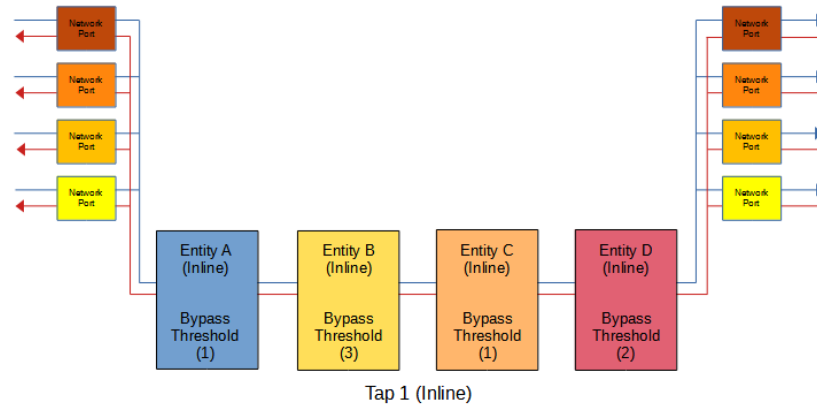 Network
Port
Network
Port
Network
Port
Network
Port
Network
Port
Network
Port
Network
Port
Network
Port
Entity A
(Inline)
Bypass
Threshold
(1)
Entity B
(Inline)
Bypass
Threshold
(3)
Entity C
(Inline)
Bypass
Threshold
(1)
Entity D
(Inline)
Bypass
Threshold
(2)
Tap 1 (Inline)